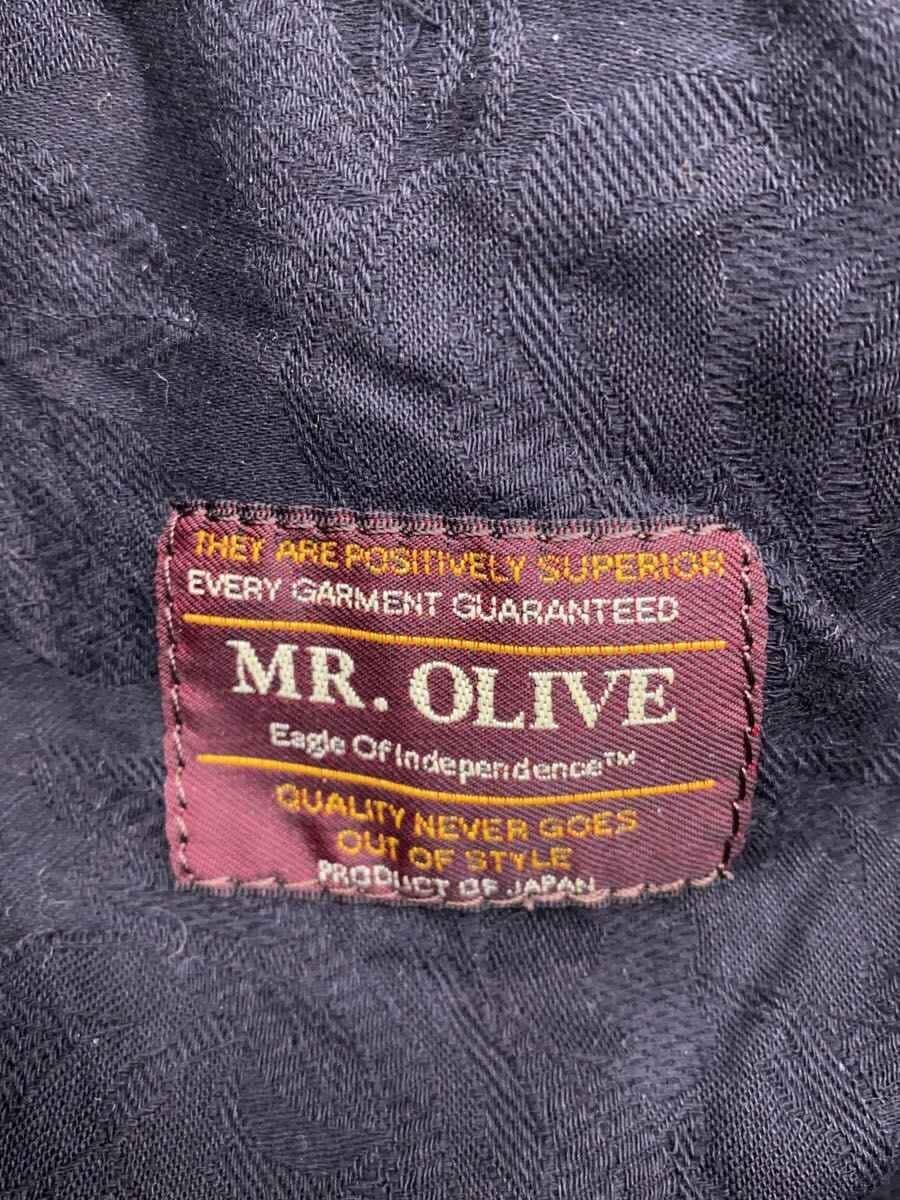 THEY ARE POSITIVELY SUPERIOR
EVERY GARMENT GUARANTEED
MR. OLIVE
Eagle Of Independence™
QUALITY NEVER GOES
OUT OF STYLE
PRODUCT OF JAPAN